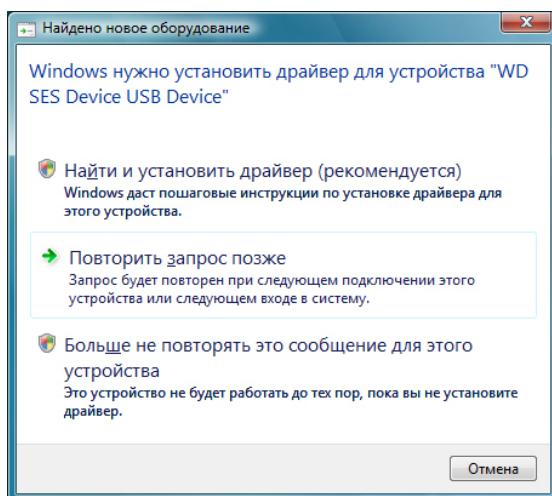 Найдено новое оборудование
Windows нужно установить драйвер для устройства "WD
SES Device USB Device"
Найти и установить драйвер (рекомендуется)
Windows даст пошаговые инструкции по установке драйвера для
этого устройства.
Повторить запрос позже
Запрос будет повторен при следующем подключении этого
устройства или следующем входе в систему.
Больше не повторять это сообщение для этого
устройства
Это устройство не будет работать до тех пор, пока вы не установите
драйвер.
Отмена